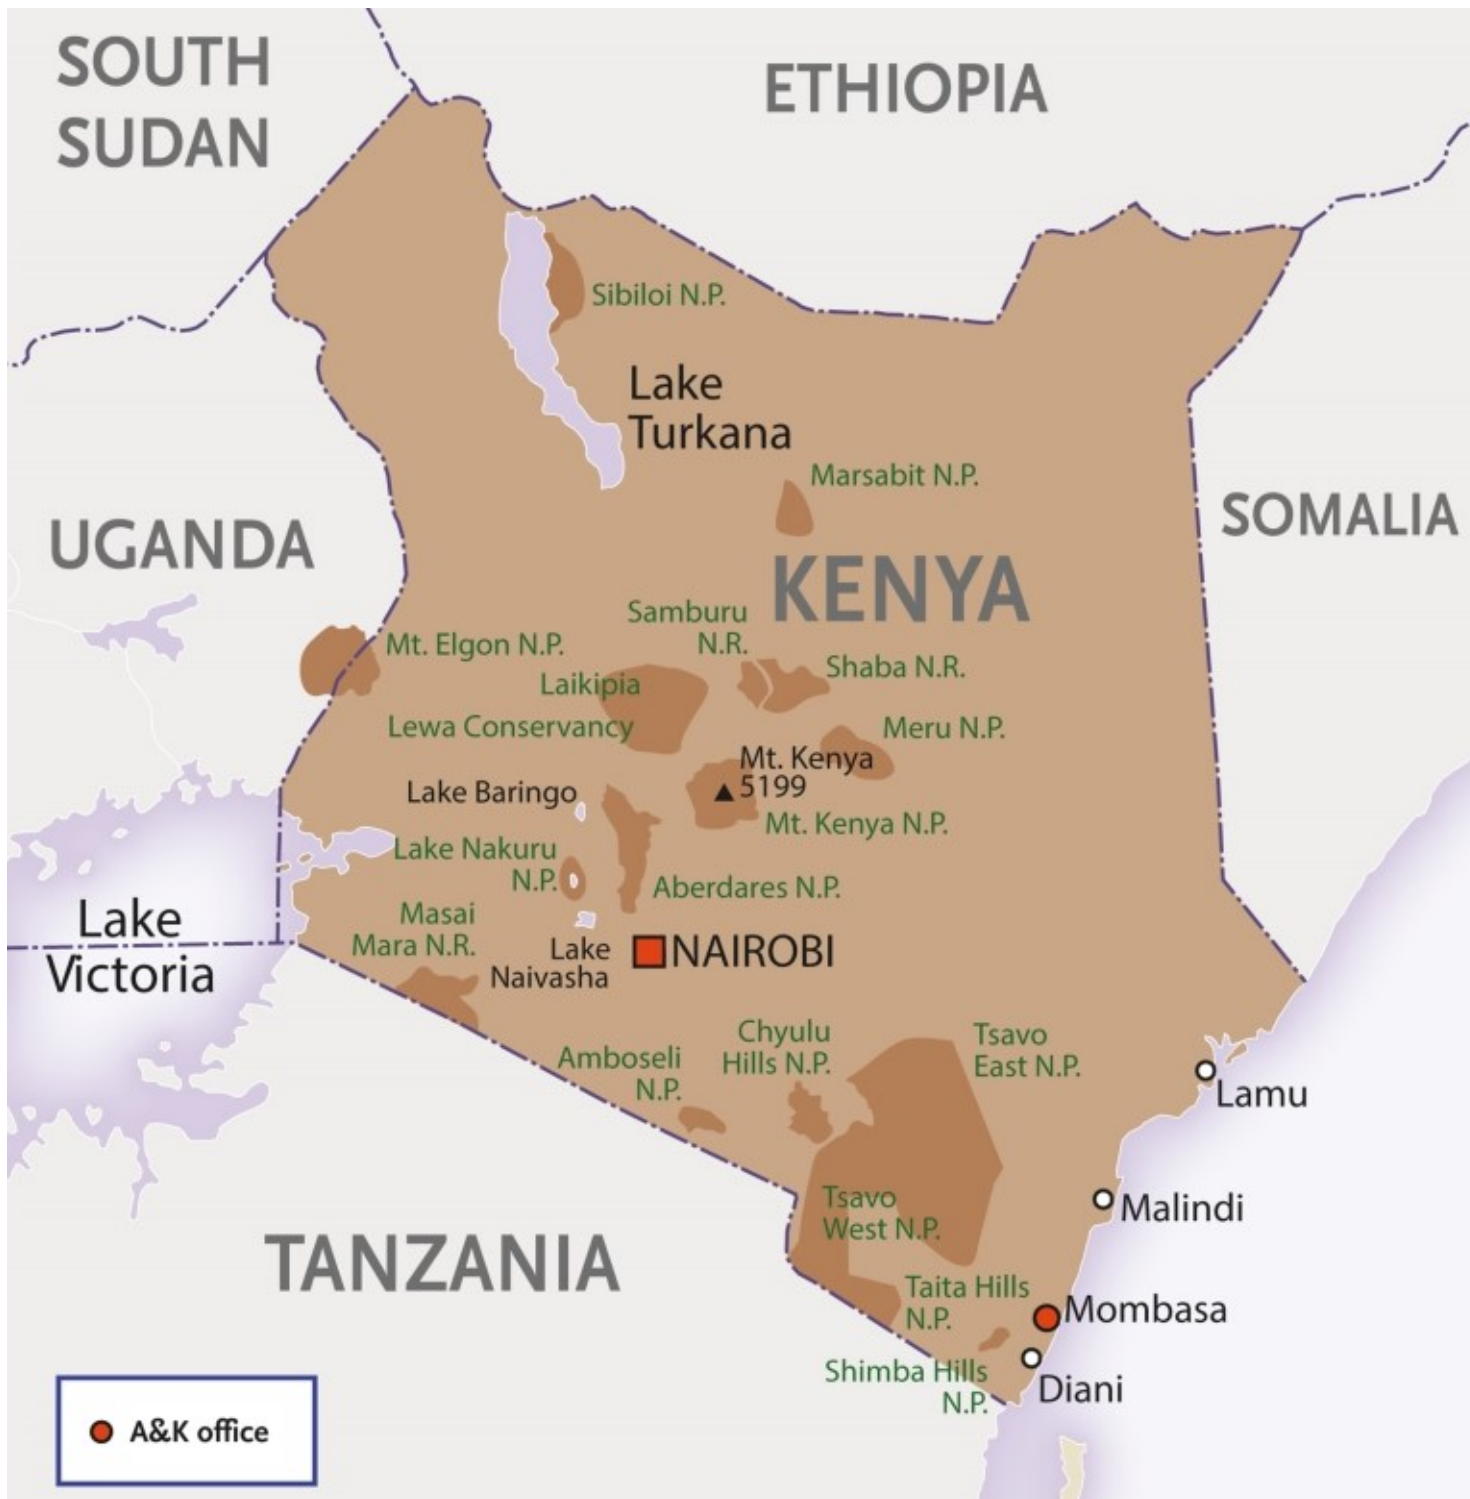 SOUTH
SUDAN
ETHIOPIA
Sibiloi N.P.
Lake
Turkana
Marsabit N.P.
UGANDA
SOMALIA
KENYA
Samburu
N.R.
Mt. Elgon N.P.
Shaba N.R.
Laikipia
Lewa Conservancy
Meru N.P.
Mt. Kenya
5199
Lake Baringo
Mt. Kenya N.P.
Lake Nakuru
N.P.
Aberdares N.P.
Lake
Victoria
Masai
Mara N.R.
Lake
Naivasha
NAIROBI
Chyulu
Hills N.P.
Tsavo
East N.P.
Amboseli
N.P.
Lamu
Tsavo
West N.P.
Malindi
TANZANIA
Taita Hills
N.P.
Mombasa
Shimba Hills
N.P.
Diani
A&K office